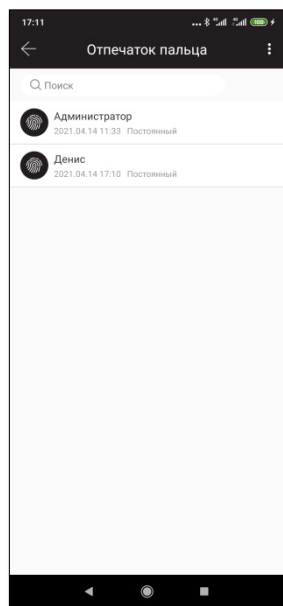 17:11
Отпечаток пальца
Поиск
Администратор
2021.04.14 11:33 Постоянный
Денис
2021.04.14 17:10 Постоянный